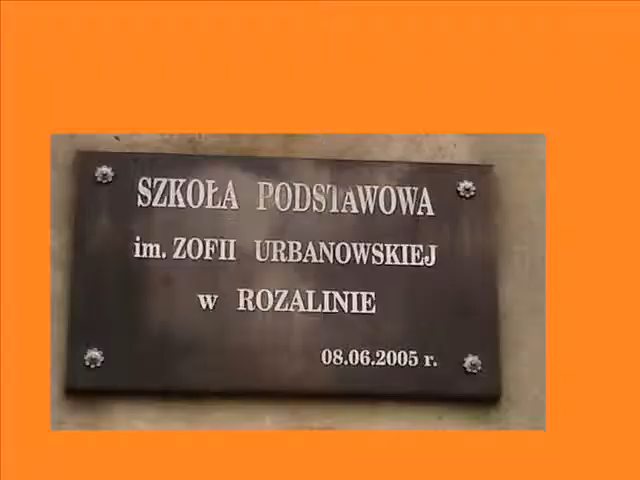 SZKOŁA PODSTAWOWA
im. ZOFII URBANOWSKIEJ
w ROZALINIE
08.06.2005 r.